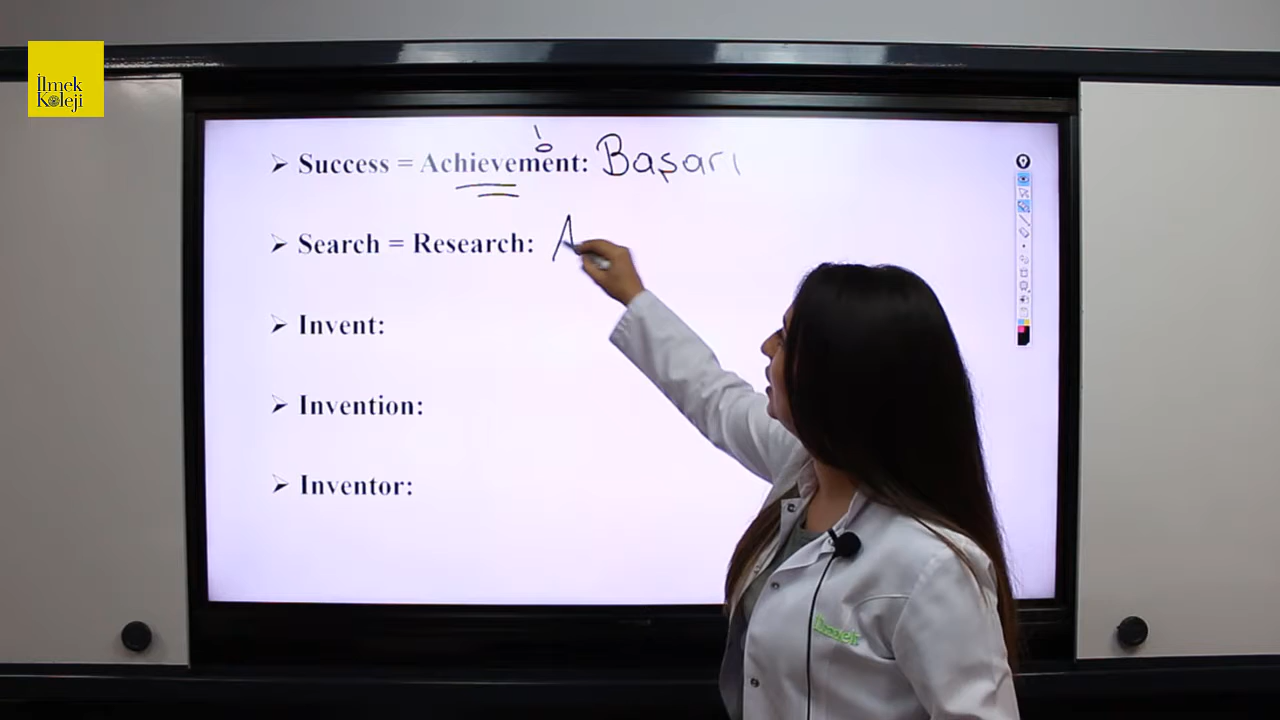 İlmek
Koleji
➢ Success = Achievement: Başarı
➢ Search = Research: A
➢ Invent:
➢ Invention:
➢ Inventor: